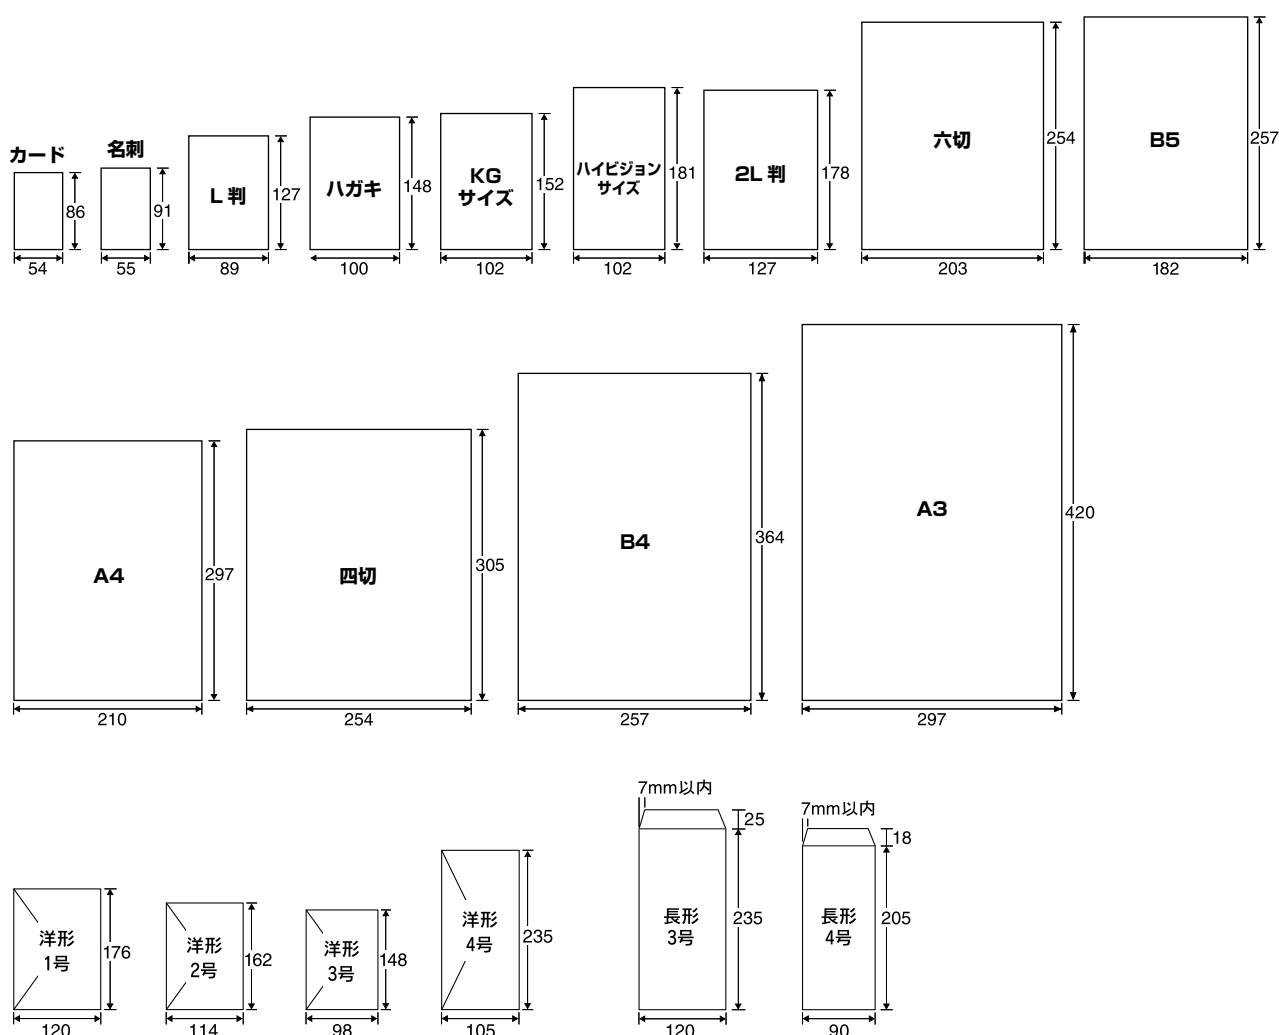 カード
86
54
名刺
91
55
L 判
127
89
ハガキ
148
100
KG
サイズ
152
102
ハイビジョン
サイズ
181
102
2L 判
178
127
六切
254
203
B5
257
182
A4
297
210
四切
305
254
B4
364
257
A3
420
297
洋形
1号
176
120
洋形
2号
162
114
洋形
3号
148
98
洋形
4号
235
105
7mm以内
25
長形
3号
235
120
7mm以内
18
長形
4号
205
90